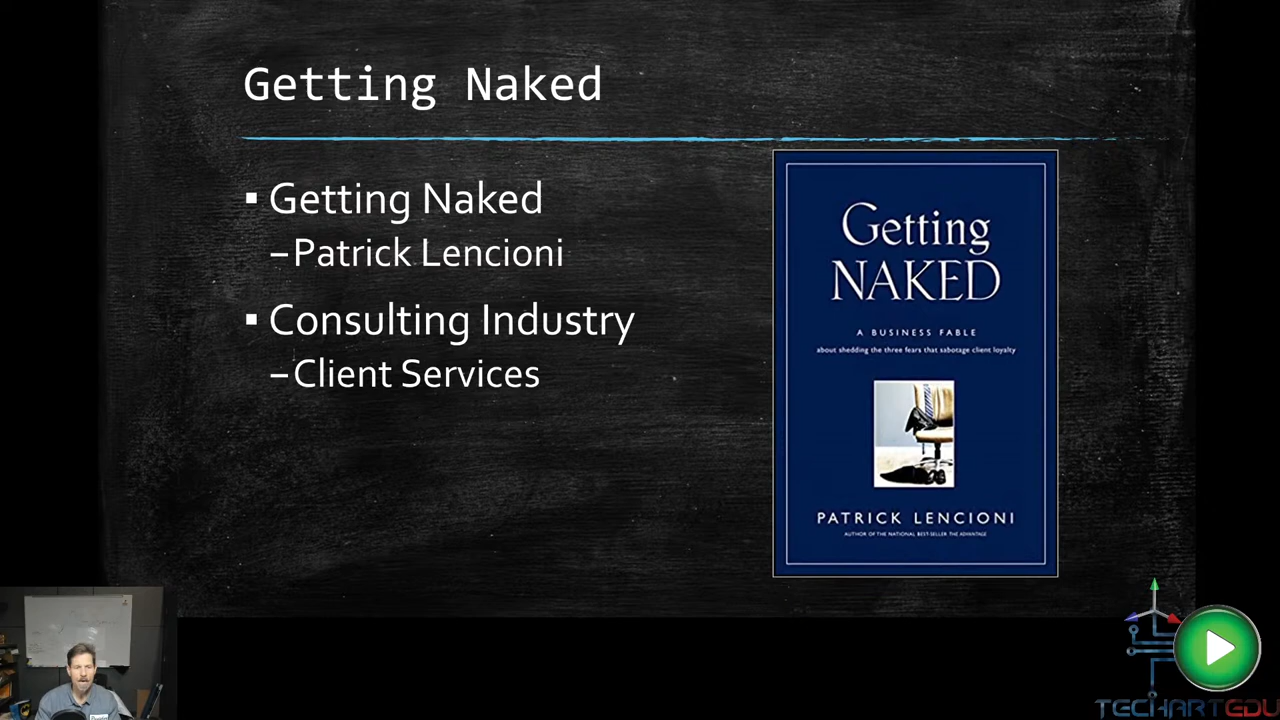 Getting Naked
▪ Getting Naked
–Patrick Lencioni
▪ Consulting Industry
–Client Services
Getting
NAKED
A BUSINESS FABLE
about shedding the three fears that sabotage client loyalty
PATRICK LENCIONI
AUTHOR OF THE NATIONAL BEST-SELLER THE ADVANTAGE
TECHARTEDU